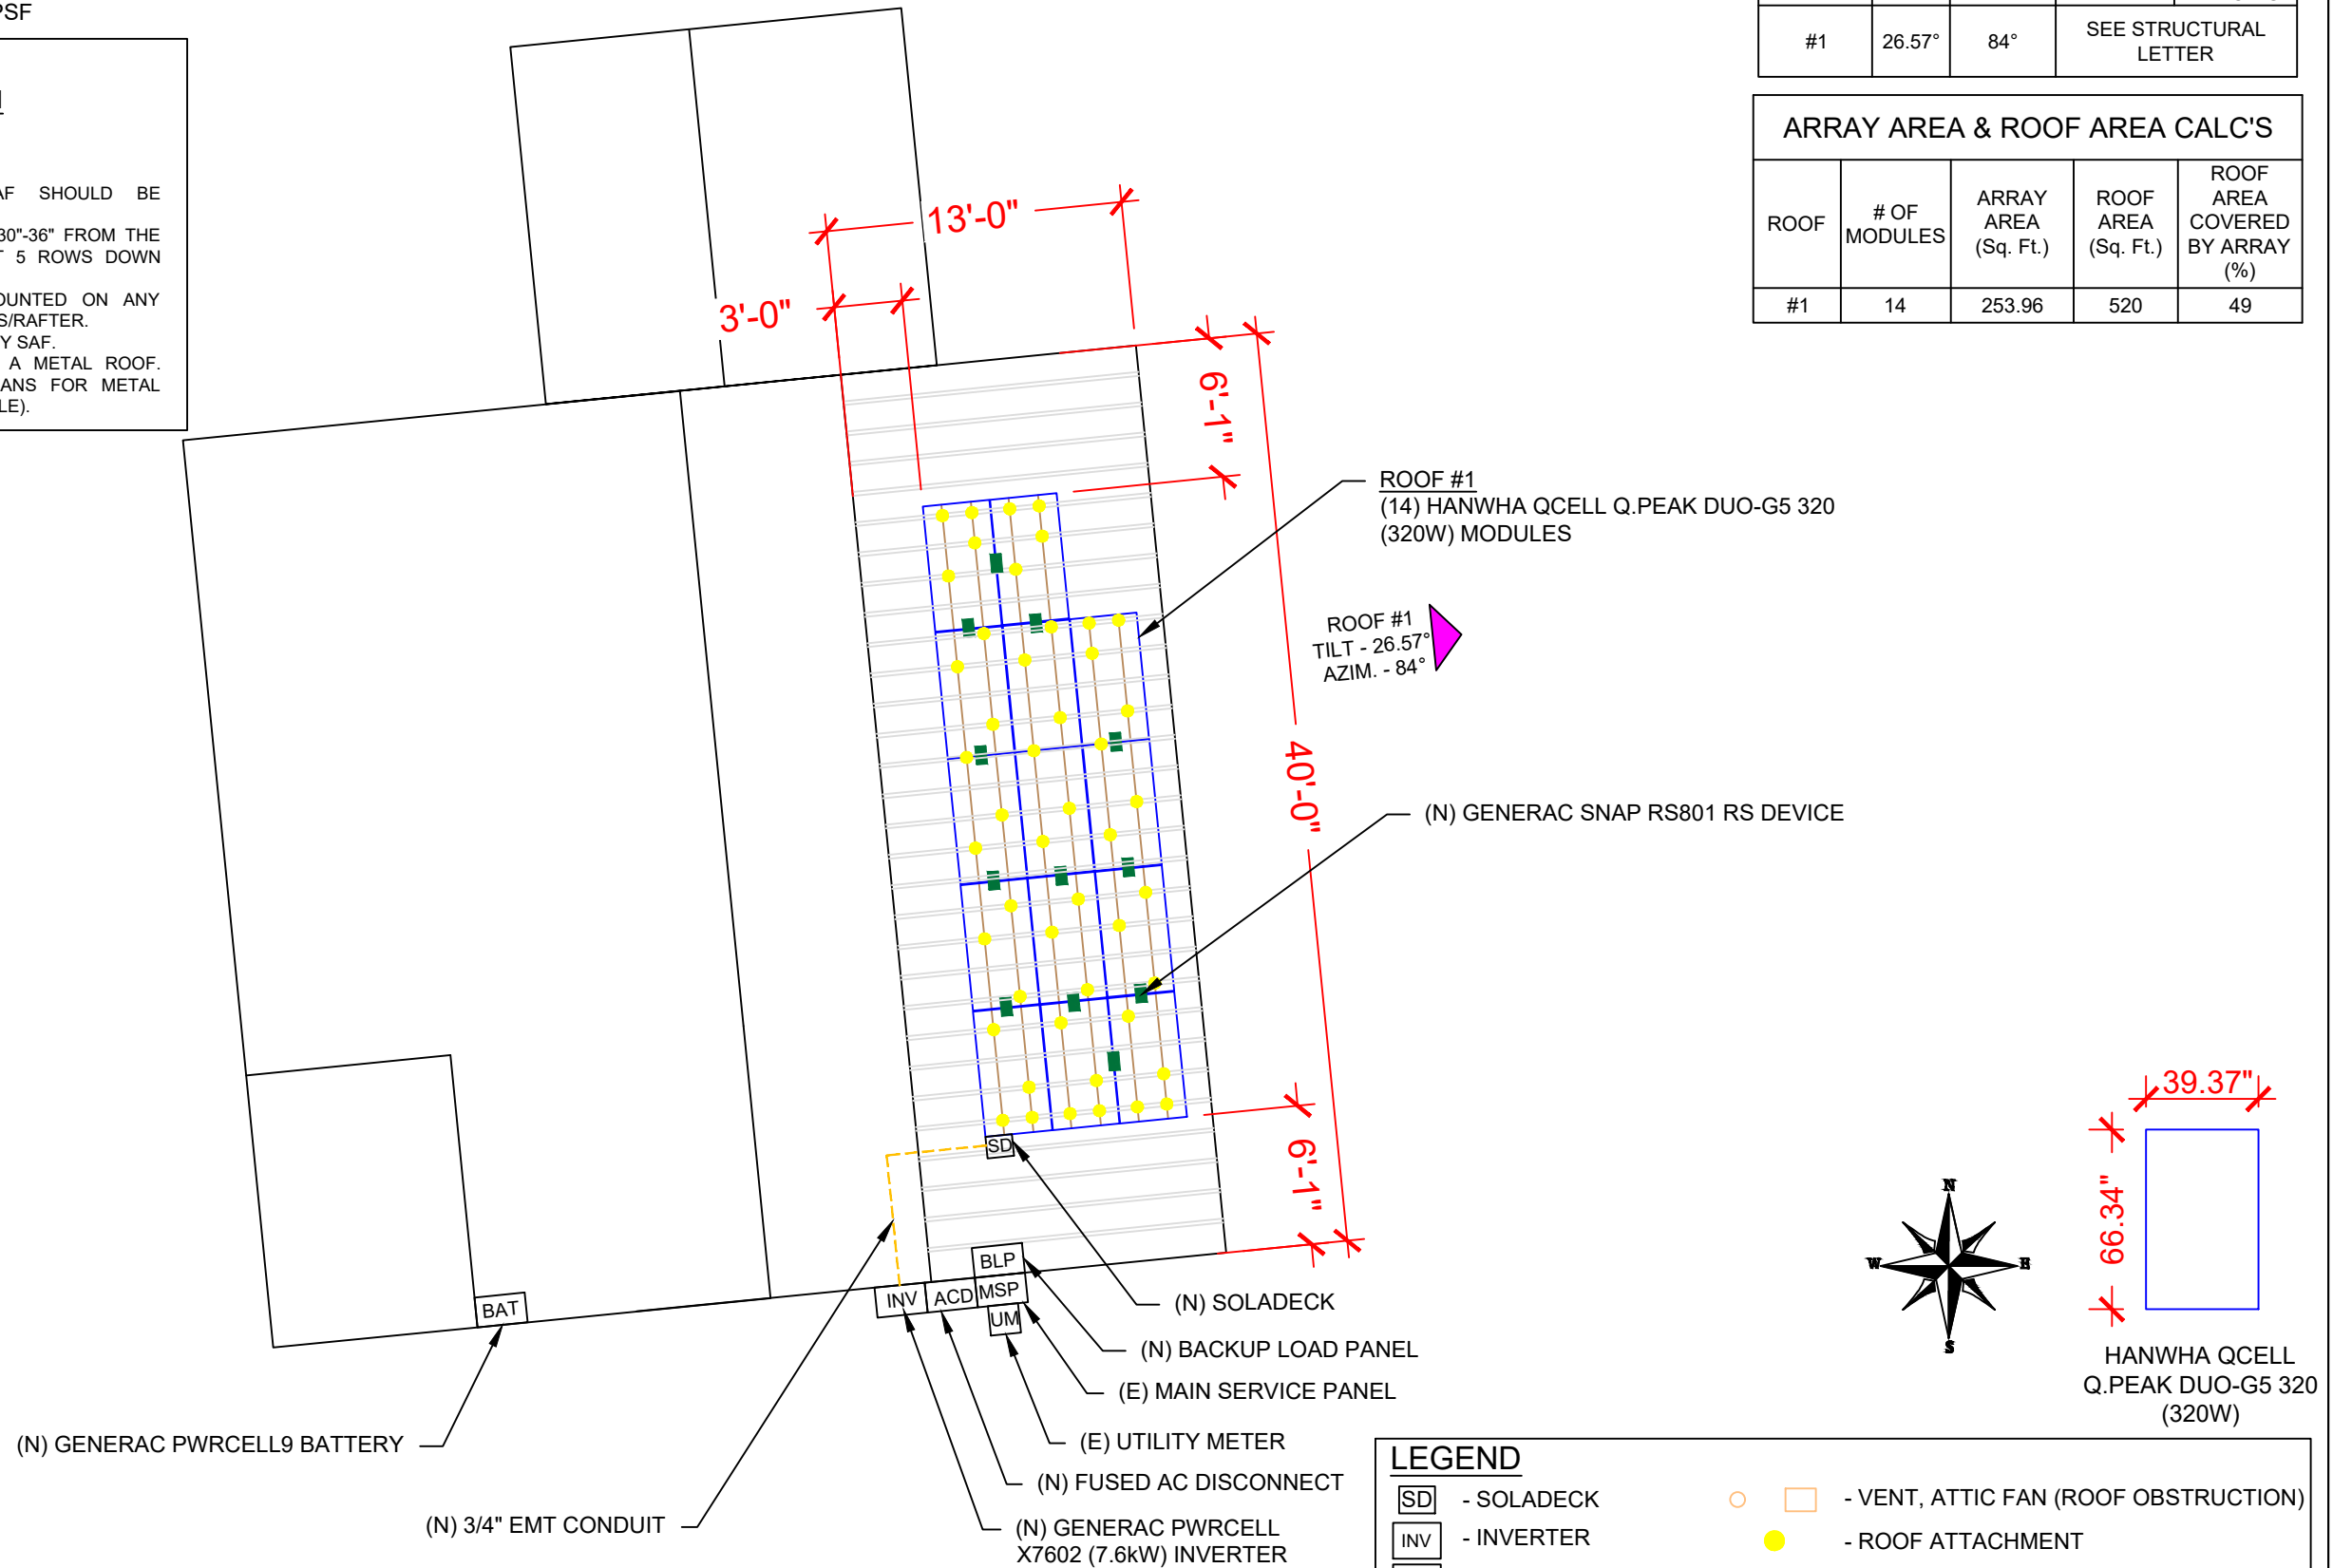 PSF
AF SHOULD BE
30"-36" FROM THE
T 5 ROWS DOWN
OUNTED ON ANY
S/RAFTER.
Y SAF.
A METAL ROOF.
ANS FOR METAL
LE).
#1 26.57° 84° SEE STRUCTURAL
LETTER
ARRAY AREA & ROOF AREA CALC'S
ROOF
# OF
MODULES
ARRAY
AREA
(Sq. Ft.)
ROOF
AREA
(Sq. Ft.)
ROOF
AREA
COVERED
BY ARRAY
(%)
#1 14 253.96 520 49
13'-0"
3'-0"
6'-1"
40'-0"
6'-1"
ROOF #1
(14) HANWHA QCELL Q.PEAK DUO-G5 320
(320W) MODULES
ROOF #1
TILT - 26.57°
AZIM. - 84°
(N) GENERAC SNAP RS801 RS DEVICE
SD
BLP
INV
ACD
MSP
UM
BAT
(N) SOLADECK
(N) BACKUP LOAD PANEL
(E) MAIN SERVICE PANEL
(E) UTILITY METER
(N) FUSED AC DISCONNECT
(N) GENERAC PWRCELL
X7602 (7.6kW) INVERTER
(N) GENERAC PWRCELL9 BATTERY
(N) 3/4" EMT CONDUIT
N
W
E
S
39.37"
66.34"
HANWHA QCELL
Q.PEAK DUO-G5 320
(320W)
LEGEND
SD - SOLADECK
INV - INVERTER
- VENT, ATTIC FAN (ROOF OBSTRUCTION)
- ROOF ATTACHMENT